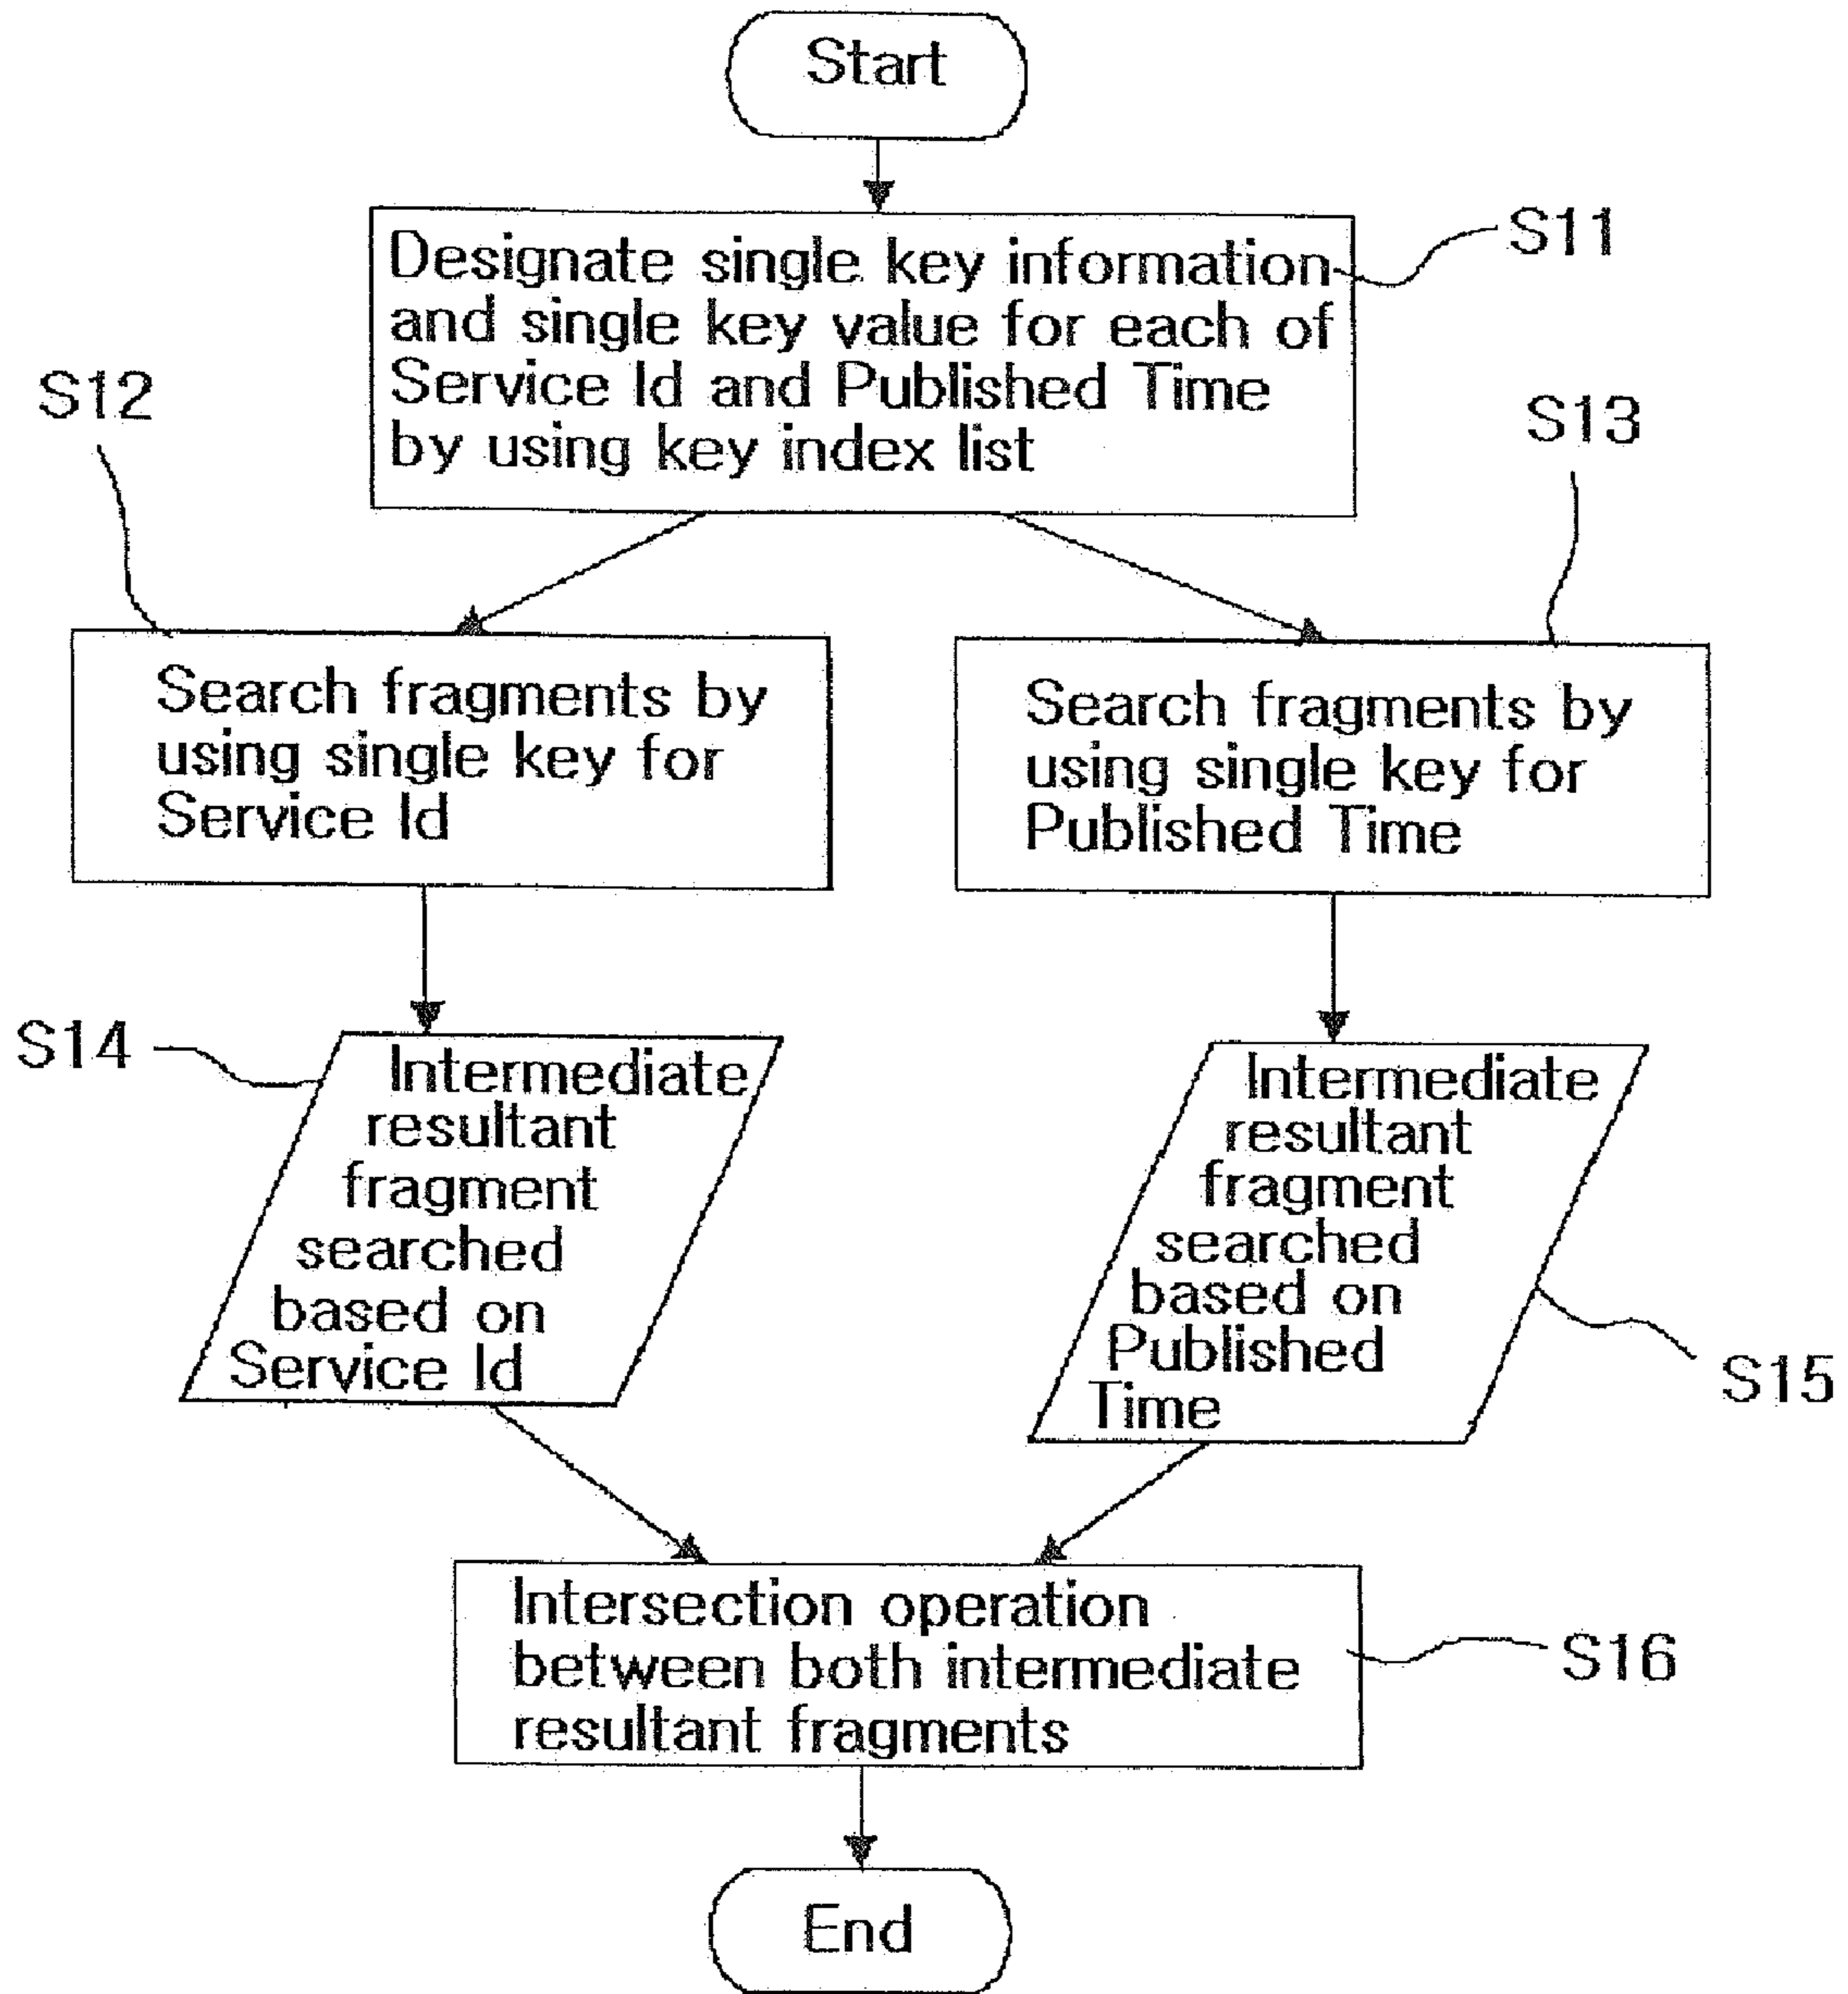 Start
Designate single key information
and single key value for each of
Service Id and Published Time
by using key index list
S11
S12
S13
Search fragments by
using single key for
Service Id
Search fragments by
using single key for
Published Time
S14
Intermediate
resultant
fragment
searched
based on
Service Id
Intermediate
resultant
fragment
searched
based on
Published
Time
S15
Intersection operation
between both intermediate
resultant fragments
S16
End